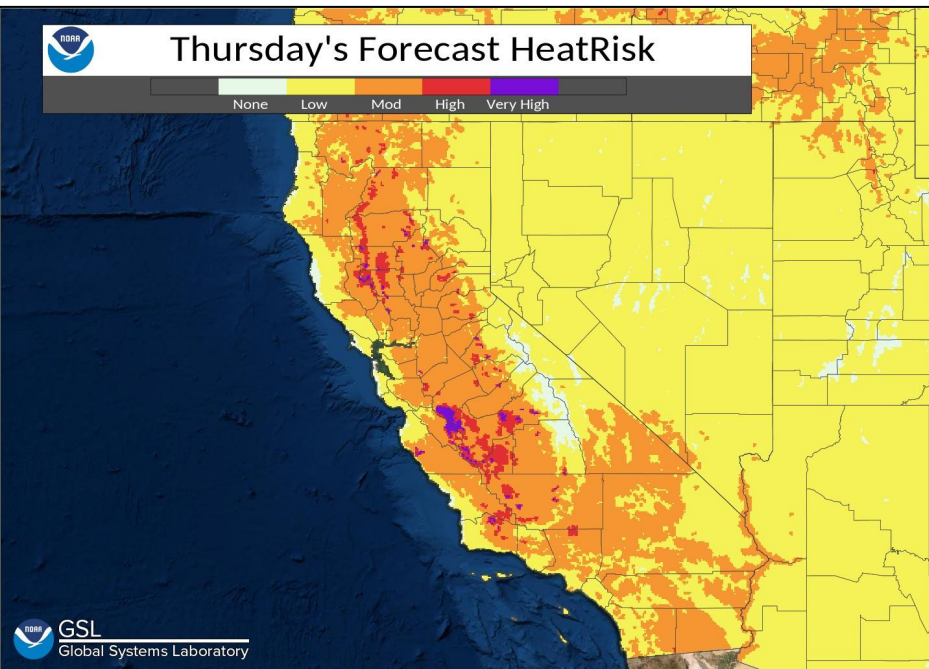 NOAA
Thursday's Forecast HeatRisk
None Low Mod High Very High
NOAA
GSL
Global Systems Laboratory